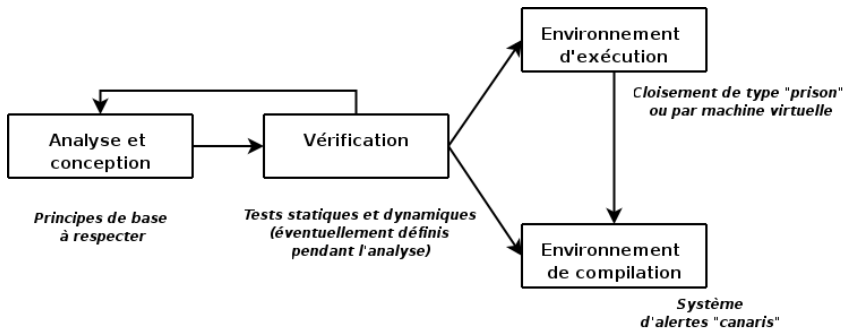 Environnement
d'exécution
Cloisement de type "prison"
ou par machine virtuelle
Analyse et
conception
Vérification
Principes de base
à respecter
Tests statiques et dynamiques
(éventuellement définis
pendant l'analyse)
Environnement
de compilation
Système
d'alertes "canaris"